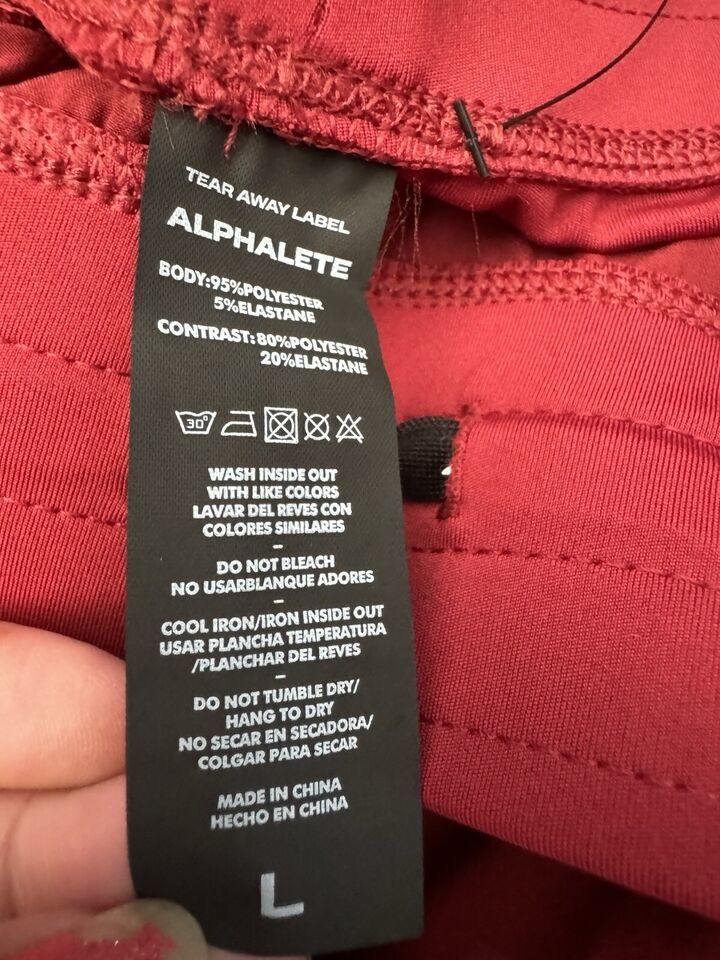 TEAR AWAY LABEL
ALPHALETE
BODY:95%POLYESTER
5%ELASTANE
CONTRAST:80%POLYESTER
20%ELASTANE
30°
WASH INSIDE OUT
WITH LIKE COLORS
LAVAR DEL REVES CON
COLORES SIMILARES
-
DO NOT BLEACH
NO USARBLANQUE ADORES
-
COOL IRON/IRON INSIDE OUT
USAR PLANCHA TEMPERATURA
/PLANCHAR DEL REVES
-
DO NOT TUMBLE DRY/
HANG TO DRY
NO SECAR EN SECADORA/
COLGAR PARA SECAR
MADE IN CHINA
HECHO EN CHINA
L